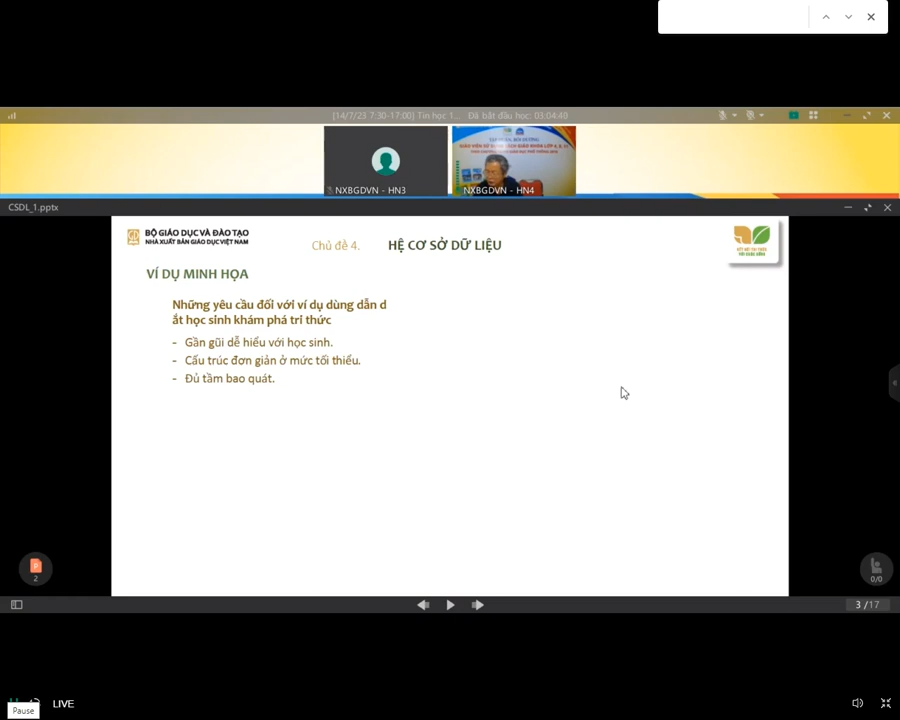 [14/7/23 7:30-17:00] Tin học 1... Đã bắt đầu học: 03:04:40
NXBGDVN - HN3
NXBGDVN - HN4
CSDL_1.pptx
BỘ GIÁO DỤC VÀ ĐÀO TẠO
NHÀ XUẤT BẢN GIÁO DỤC VIỆT NAM
Chủ đề 4. HỆ CƠ SỞ DỮ LIỆU
VÍ DỤ MINH HỌA
Những yêu cầu đối với ví dụ dùng dẫn d
ắt học sinh khám phá tri thức
- Gần gũi dễ hiểu với học sinh.
- Cấu trúc đơn giản ở mức tối thiểu.
- Đủ tầm bao quát.
2
0/0
3 /17
LIVE
Pause